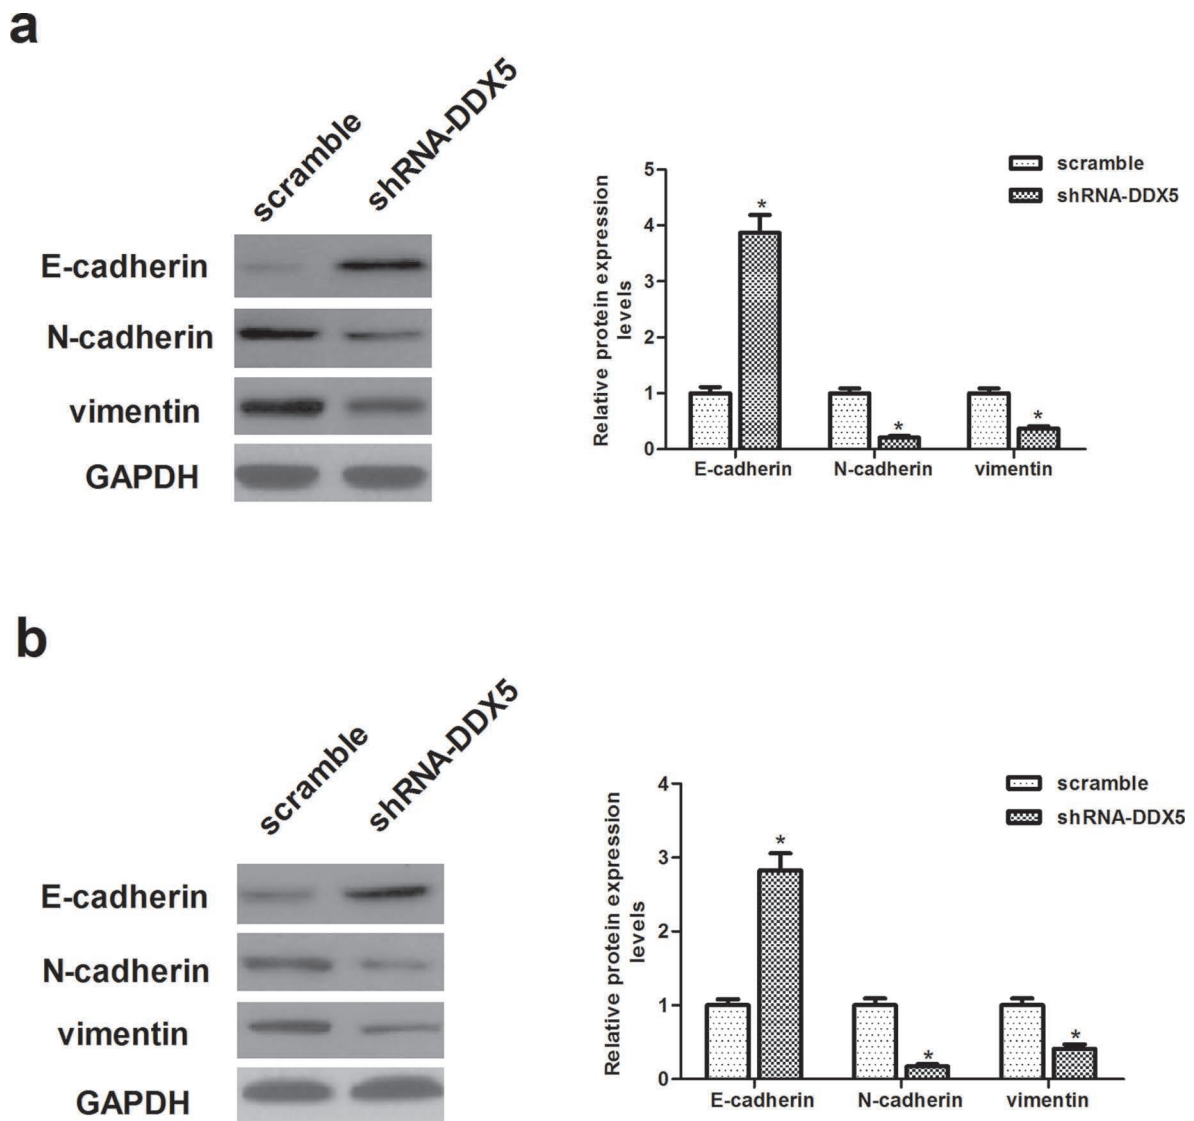 a
scramble
shRNA-DDX5
E-cadherin
N-cadherin
vimentin
GAPDH
Relative protein expression
levels
5
4
3
2
1
0
*
*
*
E-cadherin
N-cadherin
vimentin
scramble
shRNA-DDX5
b
scramble
shRNA-DDX5
E-cadherin
N-cadherin
vimentin
GAPDH
Relative protein expression
levels
4
3
2
1
0
*
*
*
E-cadherin
N-cadherin
vimentin
scramble
shRNA-DDX5